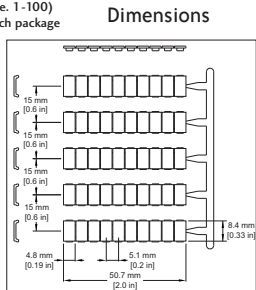 e. 1-100)
ch package
Dimensions
15 mm
[0.6 in]
15 mm
[0.6 in]
15 mm
[0.6 in]
15 mm
[0.6 in]
8.4 mm
[0.33 in]
4.8 mm
[0.19 in]
5.1 mm
[0.2 in]
50.7 mm
[2.0 in]